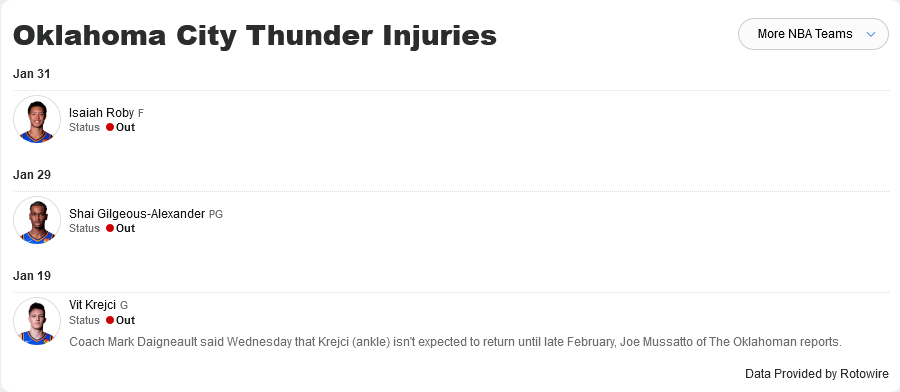 Oklahoma City Thunder Injuries
More NBA Teams
Jan 31
Isaiah Roby F
Status Out
Jan 29
Shai Gilgeous-Alexander PG
Status Out
Jan 19
Vit Krejci G
Status Out
Coach Mark Daigneault said Wednesday that Krejci (ankle) isn't expected to return until late February, Joe Mussatto of The Oklahoman reports.
Data Provided by Rotowire